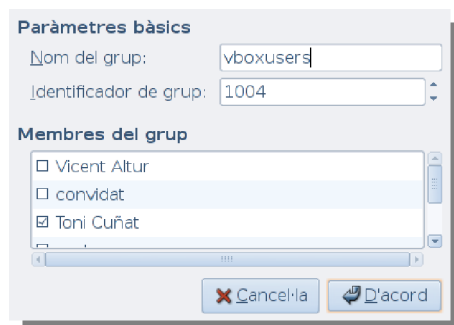 Paràmetres bàsics
Nom del grup: vboxusers
Identificador de grup: 1004
Membres del grup
Vicent Altur
convidat
Toni Cuñat
Cancel·la D'acord